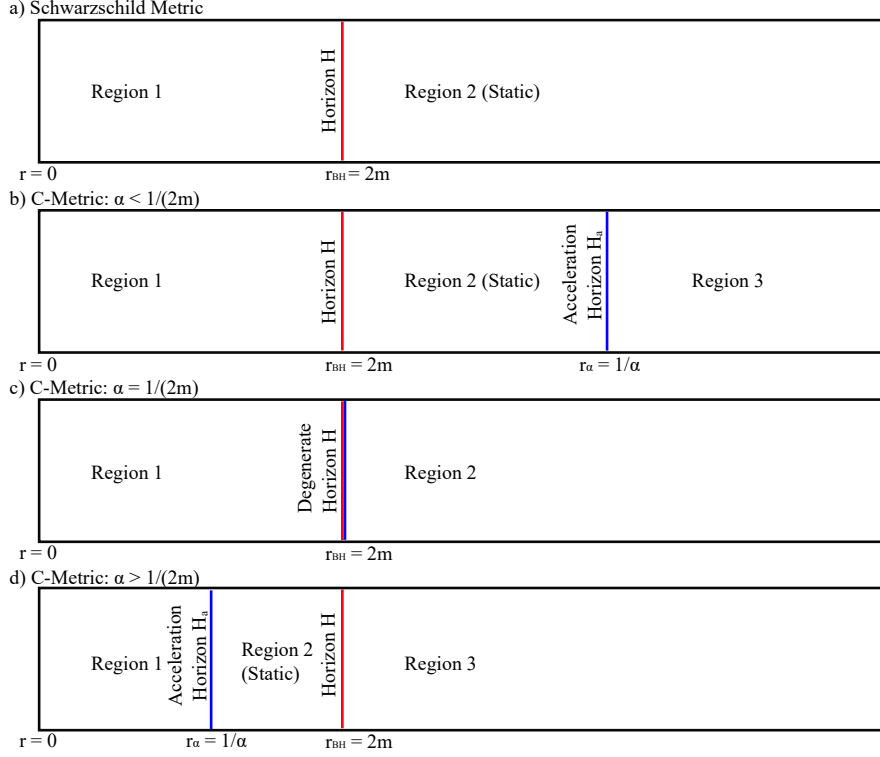 a) Schwarzschild Metric
Region 1
Horizon H
Region 2 (Static)
r = 0
rBH = 2m
b) C-Metric: α < 1/(2m)
Region 1
Horizon H
Region 2 (Static)
Acceleration
Horizon Ha
Region 3
r = 0
rBH = 2m
rα = 1/α
c) C-Metric: α = 1/(2m)
Region 1
Degenerate
Horizon H
Region 2
r = 0
rBH = 2m
d) C-Metric: α > 1/(2m)
Region 1
Acceleration
Horizon Ha
Region 2
(Static)
Horizon H
Region 3
r = 0
rα = 1/α
rBH = 2m